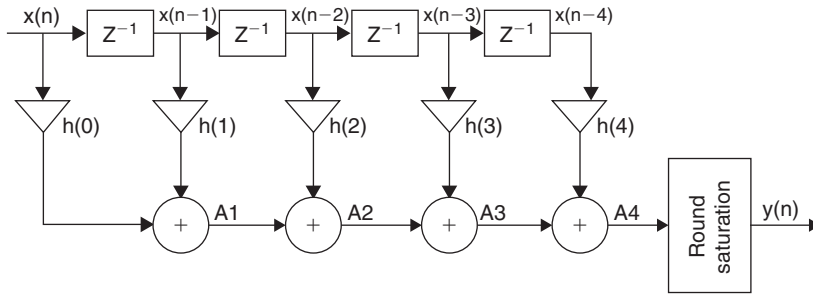 x(n)
x(n−1)
x(n−2)
x(n−3)
x(n−4)
Z⁻¹
Z⁻¹
Z⁻¹
Z⁻¹
h(0)
h(1)
h(2)
h(3)
h(4)
+
A1
+
A2
+
A3
+
A4
Round
saturation
y(n)